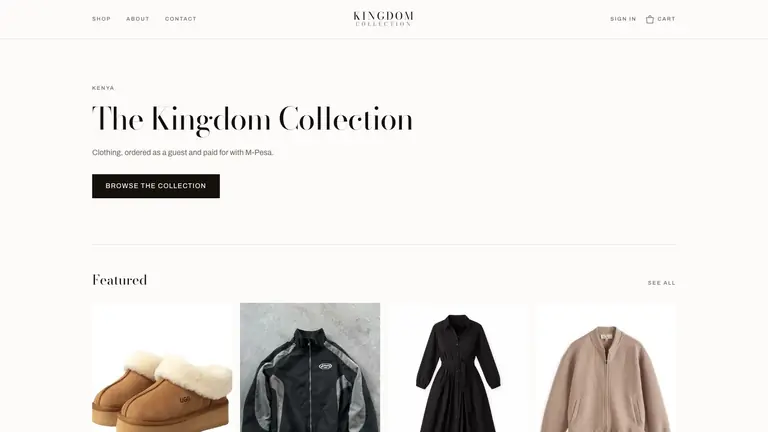 SHOP ABOUT CONTACT
KINGDOM
COLLECTION
SIGN IN CART
KENYA
The Kingdom Collection
Clothing, ordered as a guest and paid for with M-Pesa.
BROWSE THE COLLECTION
Featured
SEE ALL
UGG